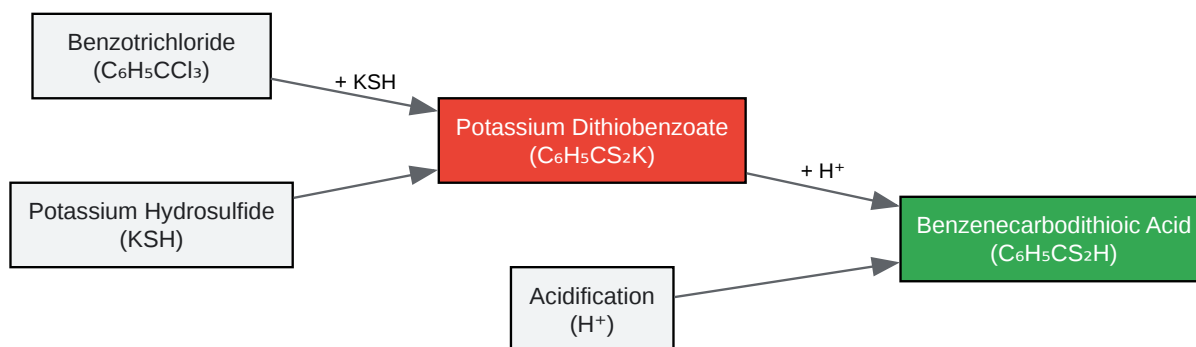 Benzotrichloride
(C₆H₅CCl₃)
+ KSH
Potassium Dithiobenzoate
(C₆H₅CS₂K)
+ H⁺
Potassium Hydrosulfide
(KSH)
Benzenecarbodithioic Acid
(C₆H₅CS₂H)
Acidification
(H⁺)